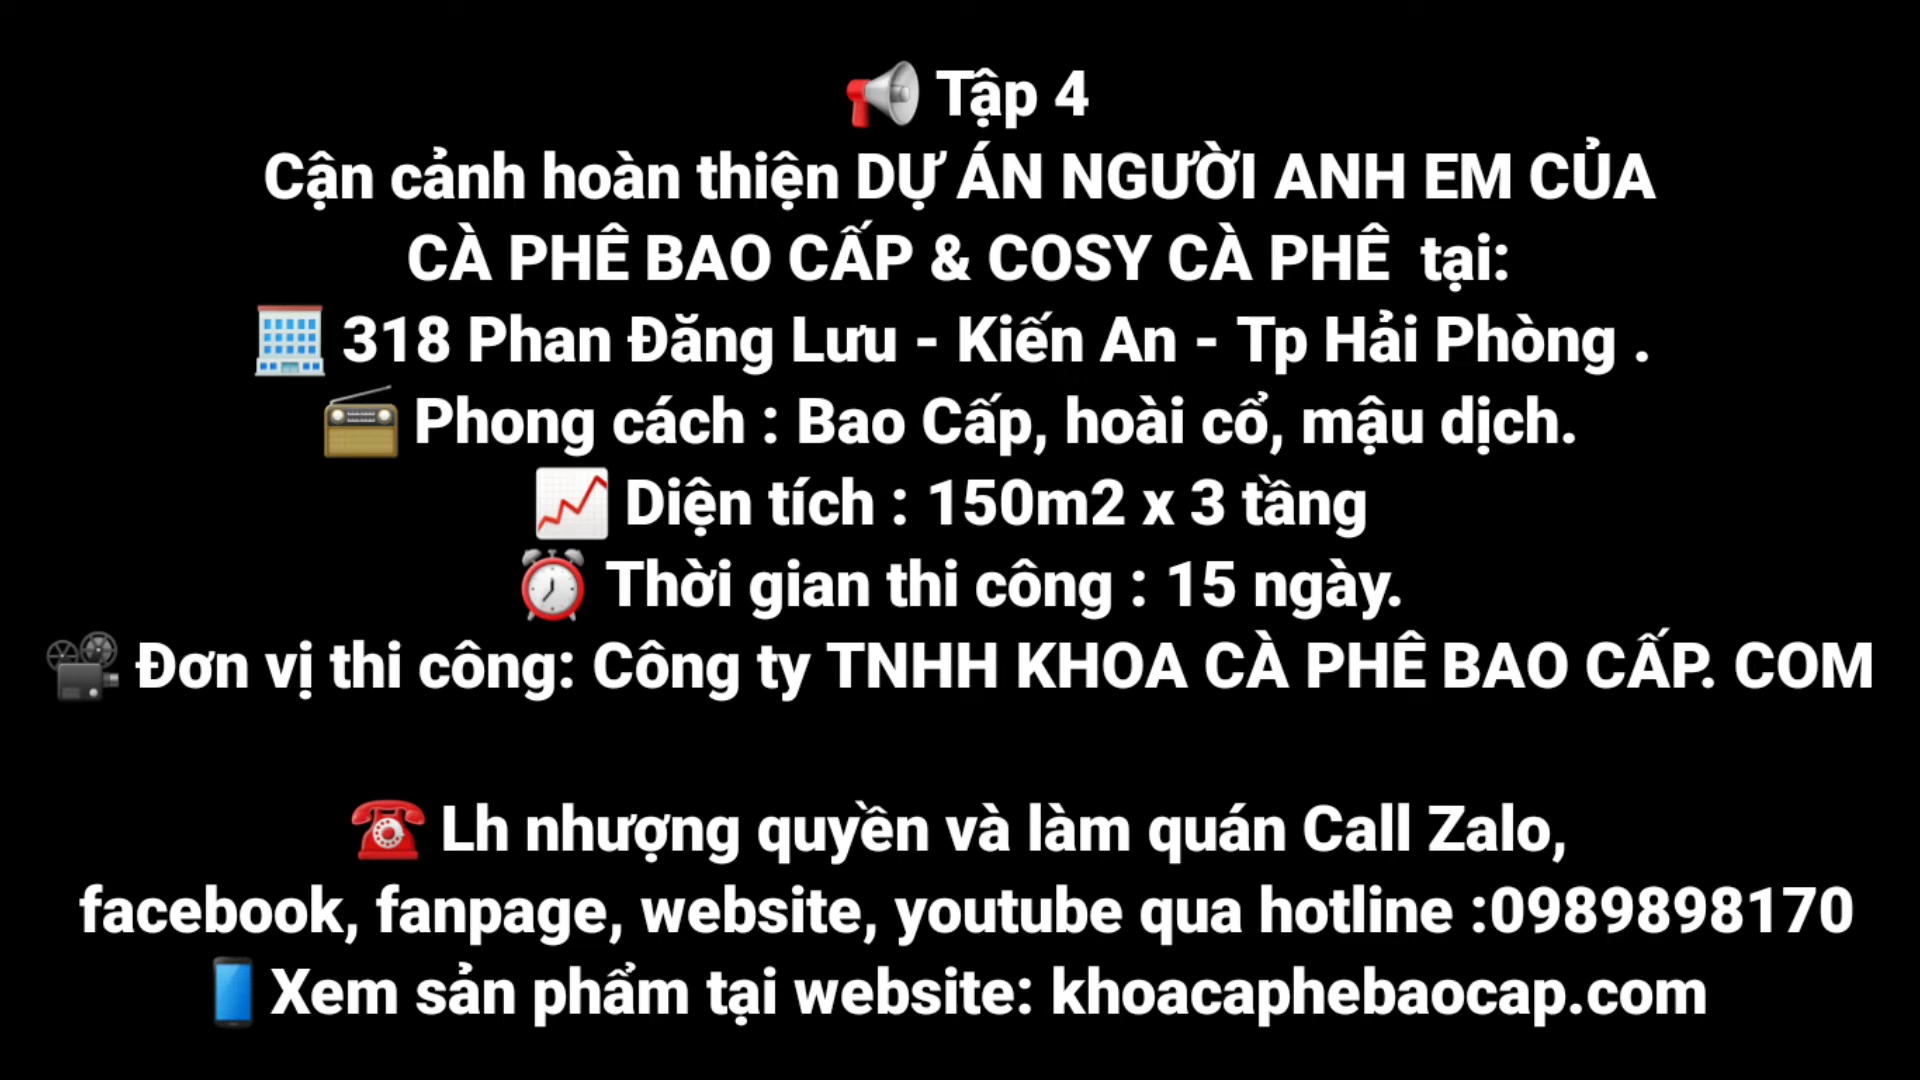 📢 Tập 4
Cận cảnh hoàn thiện DỰ ÁN NGƯỜI ANH EM CỦA
CÀ PHÊ BAO CẤP & COSY CÀ PHÊ  tại:
🏢 318 Phan Đăng Lưu - Kiến An - Tp Hải Phòng .
📻 Phong cách : Bao Cấp, hoài cổ, mậu dịch.
📈 Diện tích : 150m2 x 3 tầng
⏰ Thời gian thi công : 15 ngày.
📽 Đơn vị thi công: Công ty TNHH KHOA CÀ PHÊ BAO CẤP. COM
☎️ Lh nhượng quyền và làm quán Call Zalo,
facebook, fanpage, website, youtube qua hotline :0989898170
📱 Xem sản phẩm tại website: khoacaphebaocap.com